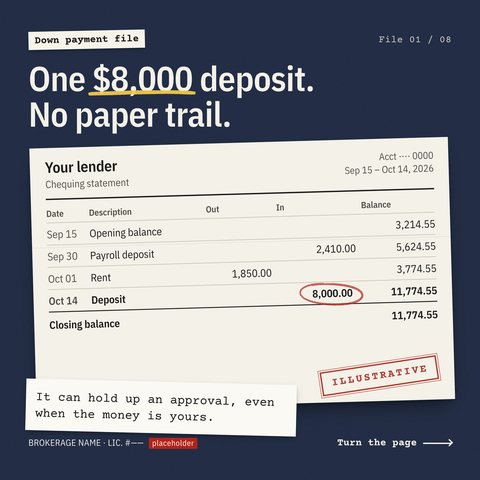 Down payment file
File 01 / 08
One $8,000 deposit.
No paper trail.
Your lender
Acct ···· 0000
Chequing statement
Sep 15 – Oct 14, 2026
Date Description Out In Balance
Sep 15 Opening balance 3,214.55
Sep 30 Payroll deposit 2,410.00 5,624.55
Oct 01 Rent 1,850.00 3,774.55
Oct 14 Deposit 8,000.00 11,774.55
Closing balance 11,774.55
ILLUSTRATIVE
It can hold up an approval, even
when the money is yours.
BROKERAGE NAME · LIC. #—— placeholder
Turn the page